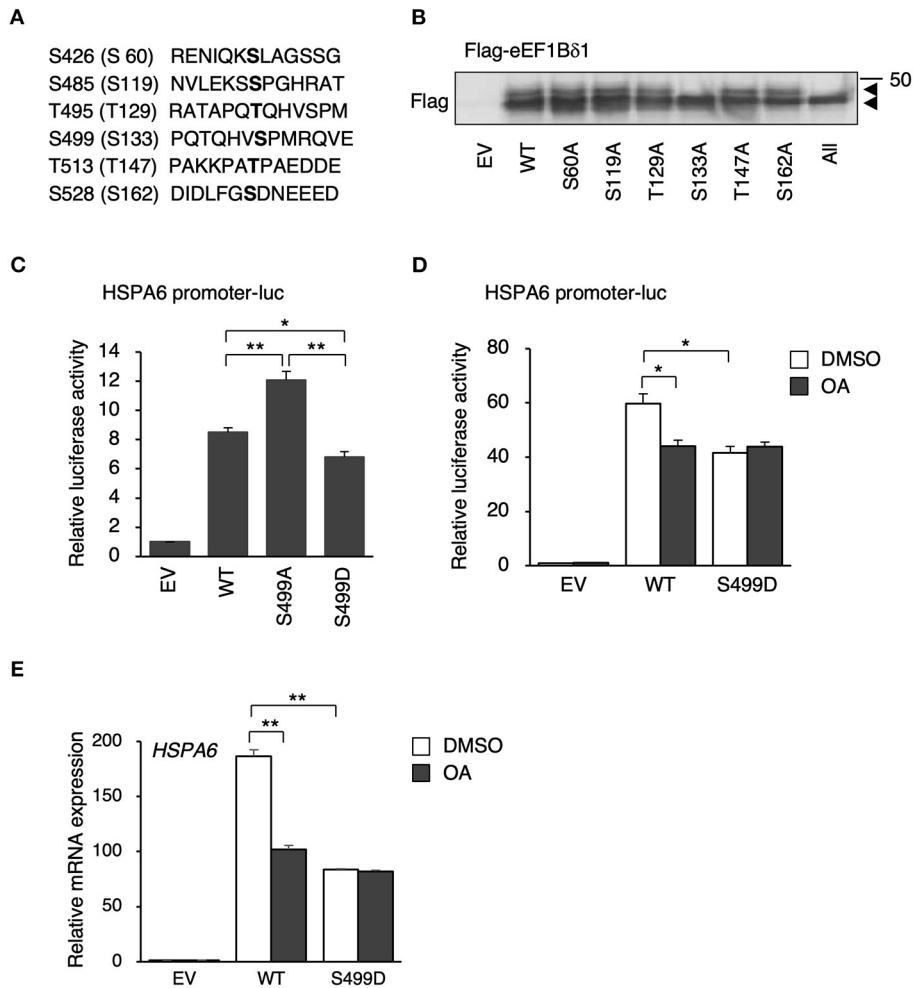 A
S426 (S 60) RENIQKSLAGSSG
S485 (S119) NVLEKSSPGHRAT
T495 (T129) RATAPQTQHVSPM
S499 (S133) PQTQHVSPMRQVE
T513 (T147) PAKKPATPAEDDE
S528 (S162) DIDLFGSDNEEED
B
Flag-eEF1Bδ1
50
Flag
EV
WT
S60A
S119A
T129A
S133A
T147A
S162A
All
C
HSPA6 promoter-luc
Relative luciferase activity
14
12
10
8
6
4
2
0
*
** **
EV
WT
S499A
S499D
D
HSPA6 promoter-luc
Relative luciferase activity
80
60
40
20
0
*
*
DMSO
OA
EV WT S499D
E
HSPA6
Relative mRNA expression
200
150
100
50
0
**
**
DMSO
OA
EV WT S499D